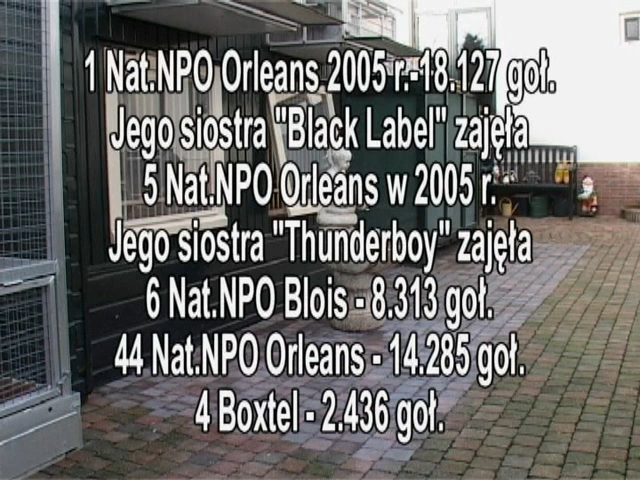 1 Nat.NPO Orleans 2005 r.-18.127 goł.
Jego siostra "Black Label" zajęła
5 Nat.NPO Orleans w 2005 r.
Jego siostra "Thunderboy" zajęła
6 Nat.NPO Blois - 8.313 goł.
44 Nat.NPO Orleans - 14.285 goł.
4 Boxtel - 2.436 goł.